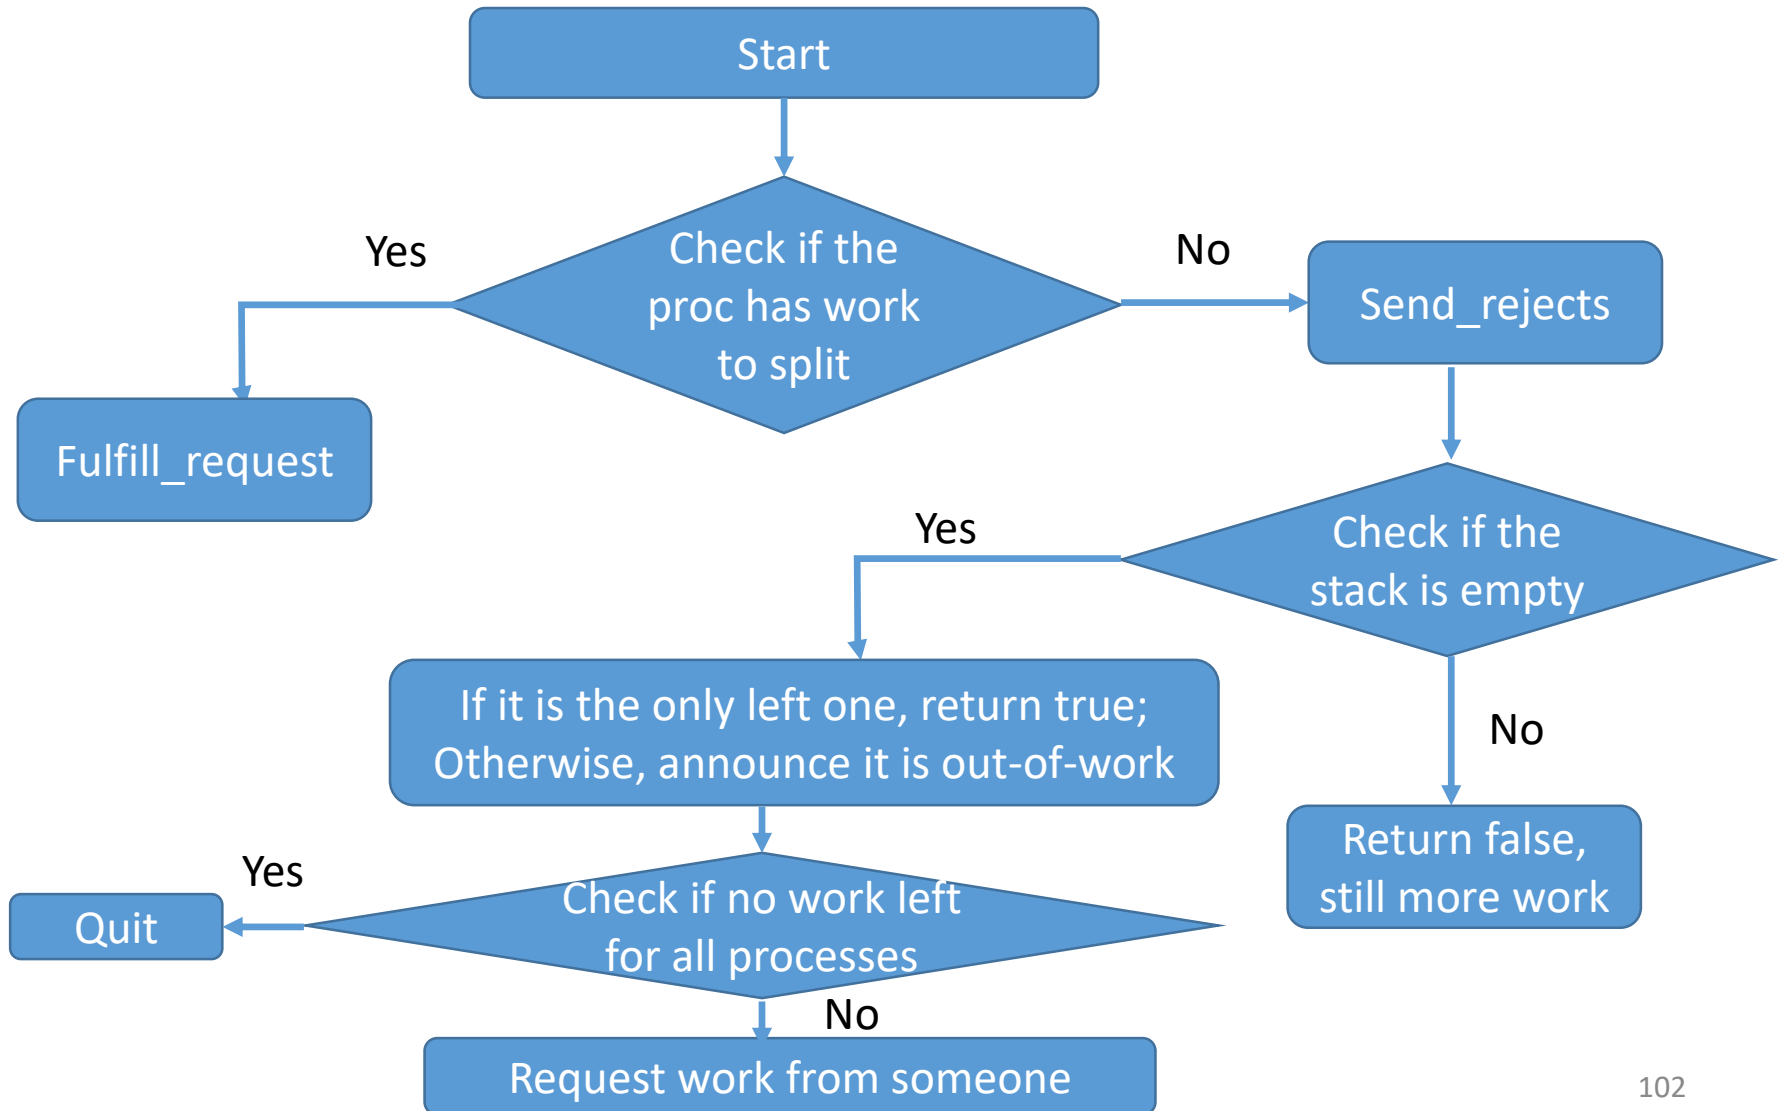 Start
Yes
Check if the
proc has work
to split
No
Send_rejects
Fulfill_request
Yes
Check if the
stack is empty
If it is the only left one, return true;
Otherwise, announce it is out-of-work
No
Return false,
still more work
Yes
Quit
Check if no work left
for all processes
No
Request work from someone
102